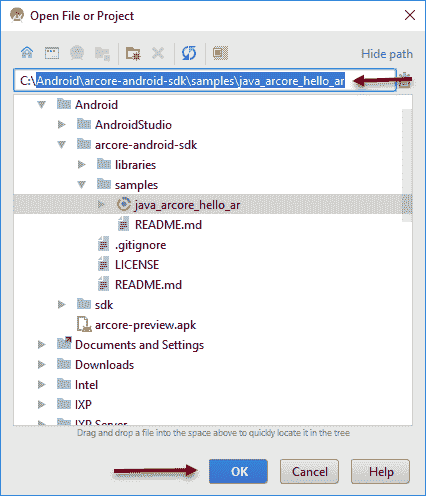 Open File or Project
Hide path
C:\Android\arcore-android-sdk\samples\java_arcore_hello_ar
Android
AndroidStudio
arcore-android-sdk
libraries
samples
java_arcore_hello_ar
README.md
.gitignore
LICENSE
README.md
sdk
arcore-preview.apk
Documents and Settings
Downloads
Intel
IXP
IXP Server
Drag and drop a file into the space above to quickly locate it in the tree
OK
Cancel
Help